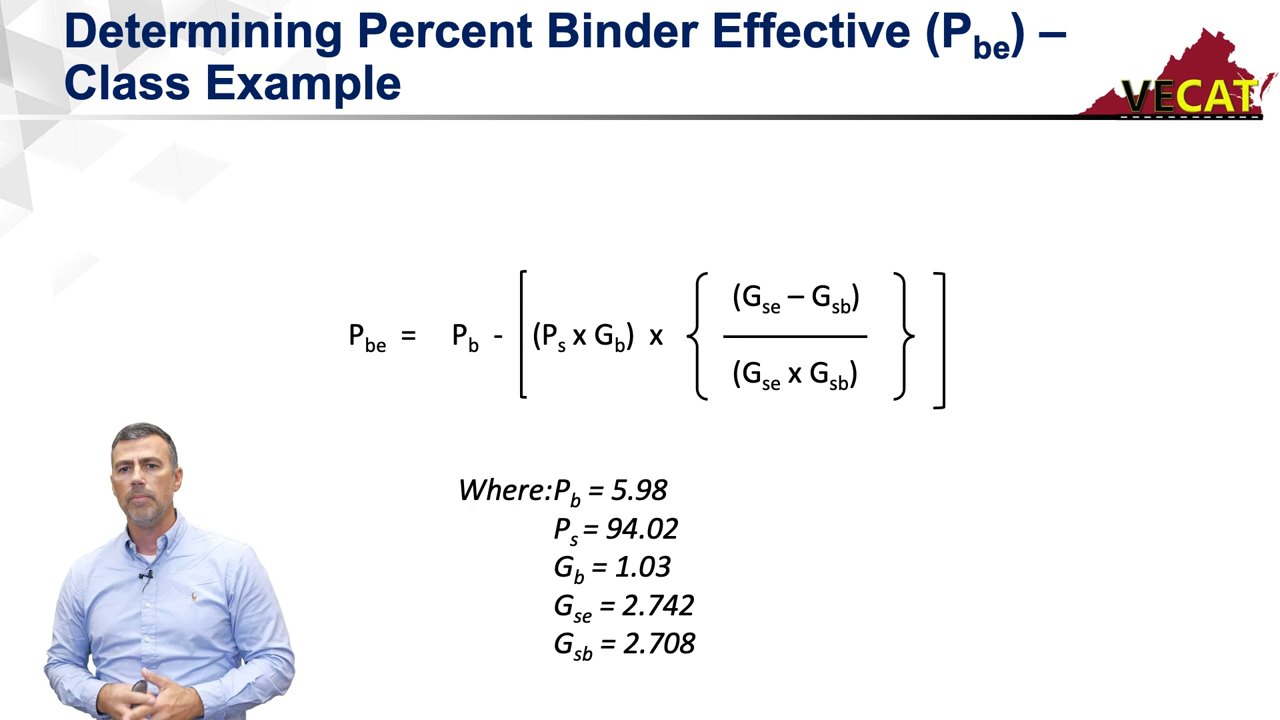 Determining Percent Binder Effective (Pbe) –
Class Example
VECAT
(Gse – Gsb)
Pbe = Pb - [(Ps x Gb) x { } ]
(Gse x Gsb)
Where:Pb = 5.98
Ps = 94.02
Gb = 1.03
Gse = 2.742
Gsb = 2.708